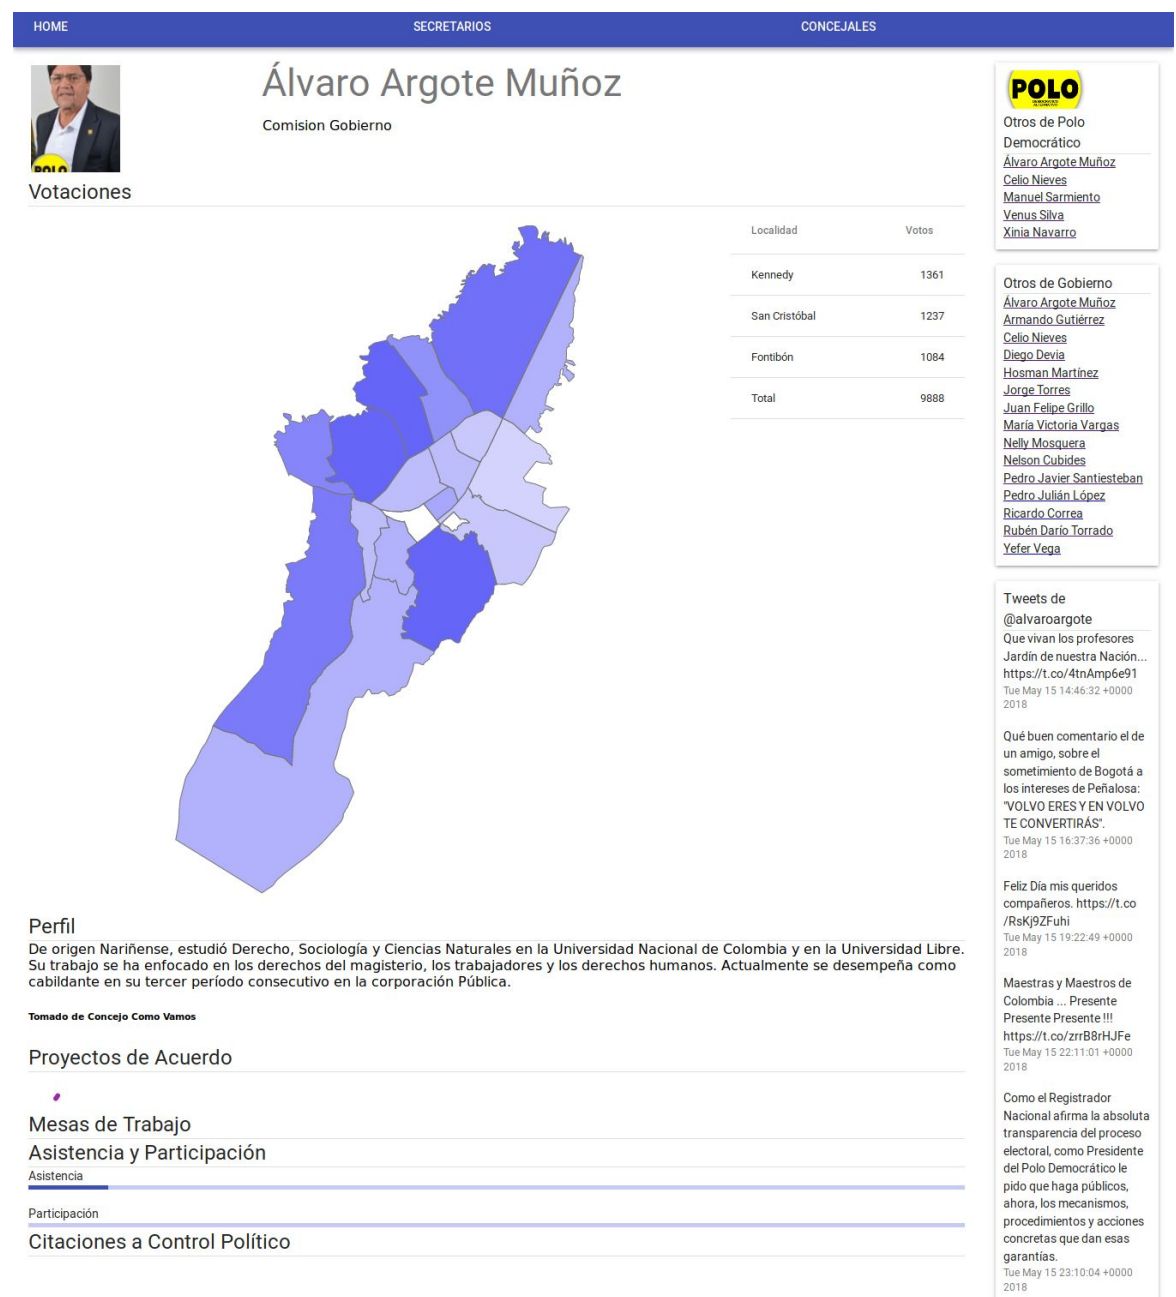 HOME
SECRETARIOS
CONCEJALES
Álvaro Argote Muñoz
Comision Gobierno
POLO
Votaciones
Localidad Votos
Kennedy 1361
San Cristóbal 1237
Fontibón 1084
Total 9888
Perfil
De origen Nariñense, estudió Derecho, Sociología y Ciencias Naturales en la Universidad Nacional de Colombia y en la Universidad Libre.
Su trabajo se ha enfocado en los derechos del magisterio, los trabajadores y los derechos humanos. Actualmente se desempeña como
cabildante en su tercer período consecutivo en la corporación Pública.
Tomado de Concejo Como Vamos
Proyectos de Acuerdo
Mesas de Trabajo
Asistencia y Participación
Asistencia
Participación
Citaciones a Control Político
POLO
Otros de Polo
Democrático
Álvaro Argote Muñoz
Celio Nieves
Manuel Sarmiento
Venus Silva
Xinia Navarro
Otros de Gobierno
Álvaro Argote Muñoz
Armando Gutiérrez
Celio Nieves
Diego Devia
Hosman Martínez
Jorge Torres
Juan Felipe Grillo
María Victoria Vargas
Nelly Mosquera
Nelson Cubides
Pedro Javier Santiesteban
Pedro Julián López
Ricardo Correa
Rubén Darío Torrado
Yefer Vega
Tweets de
@alvaroargote
Que vivan los profesores
Jardín de nuestra Nación...
https://t.co/4tnAmp6e91
Tue May 15 14:46:32 +0000
2018
Qué buen comentario el de
un amigo, sobre el
sometimiento de Bogotá a
los intereses de Peñalosa:
"VOLVO ERES Y EN VOLVO
TE CONVERTIRÁS".
Tue May 15 16:37:36 +0000
2018
Feliz Día mis queridos
compañeros. https://t.co
/RsKj9ZFuhi
Tue May 15 19:22:49 +0000
2018
Maestras y Maestros de
Colombia ... Presente
Presente Presente !!!
https://t.co/zrrB8rHJFe
Tue May 15 22:11:01 +0000
2018
Como el Registrador
Nacional afirma la absoluta
transparencia del proceso
electoral, como Presidente
del Polo Democrático le
pido que haga públicos,
ahora, los mecanismos,
procedimientos y acciones
concretas que dan esas
garantías.
Tue May 15 23:10:04 +0000
2018